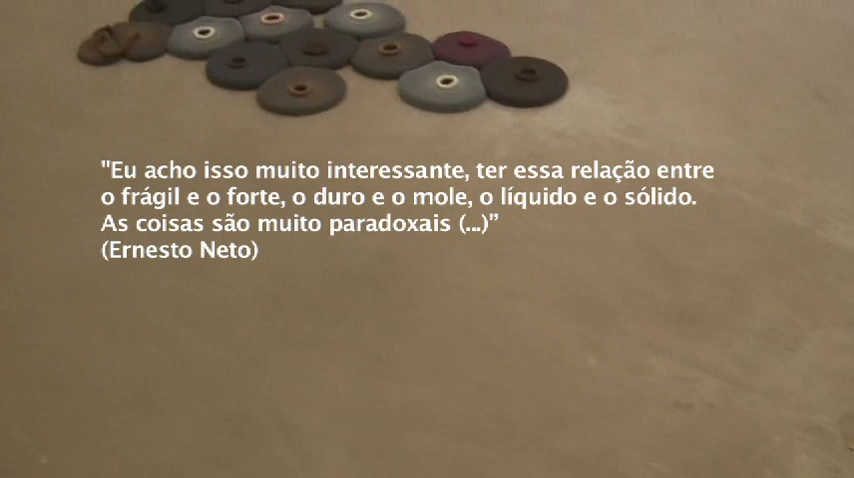 "Eu acho isso muito interessante, ter essa relação entre
o frágil e o forte, o duro e o mole, o líquido e o sólido.
As coisas são muito paradoxais (...)”
(Ernesto Neto)